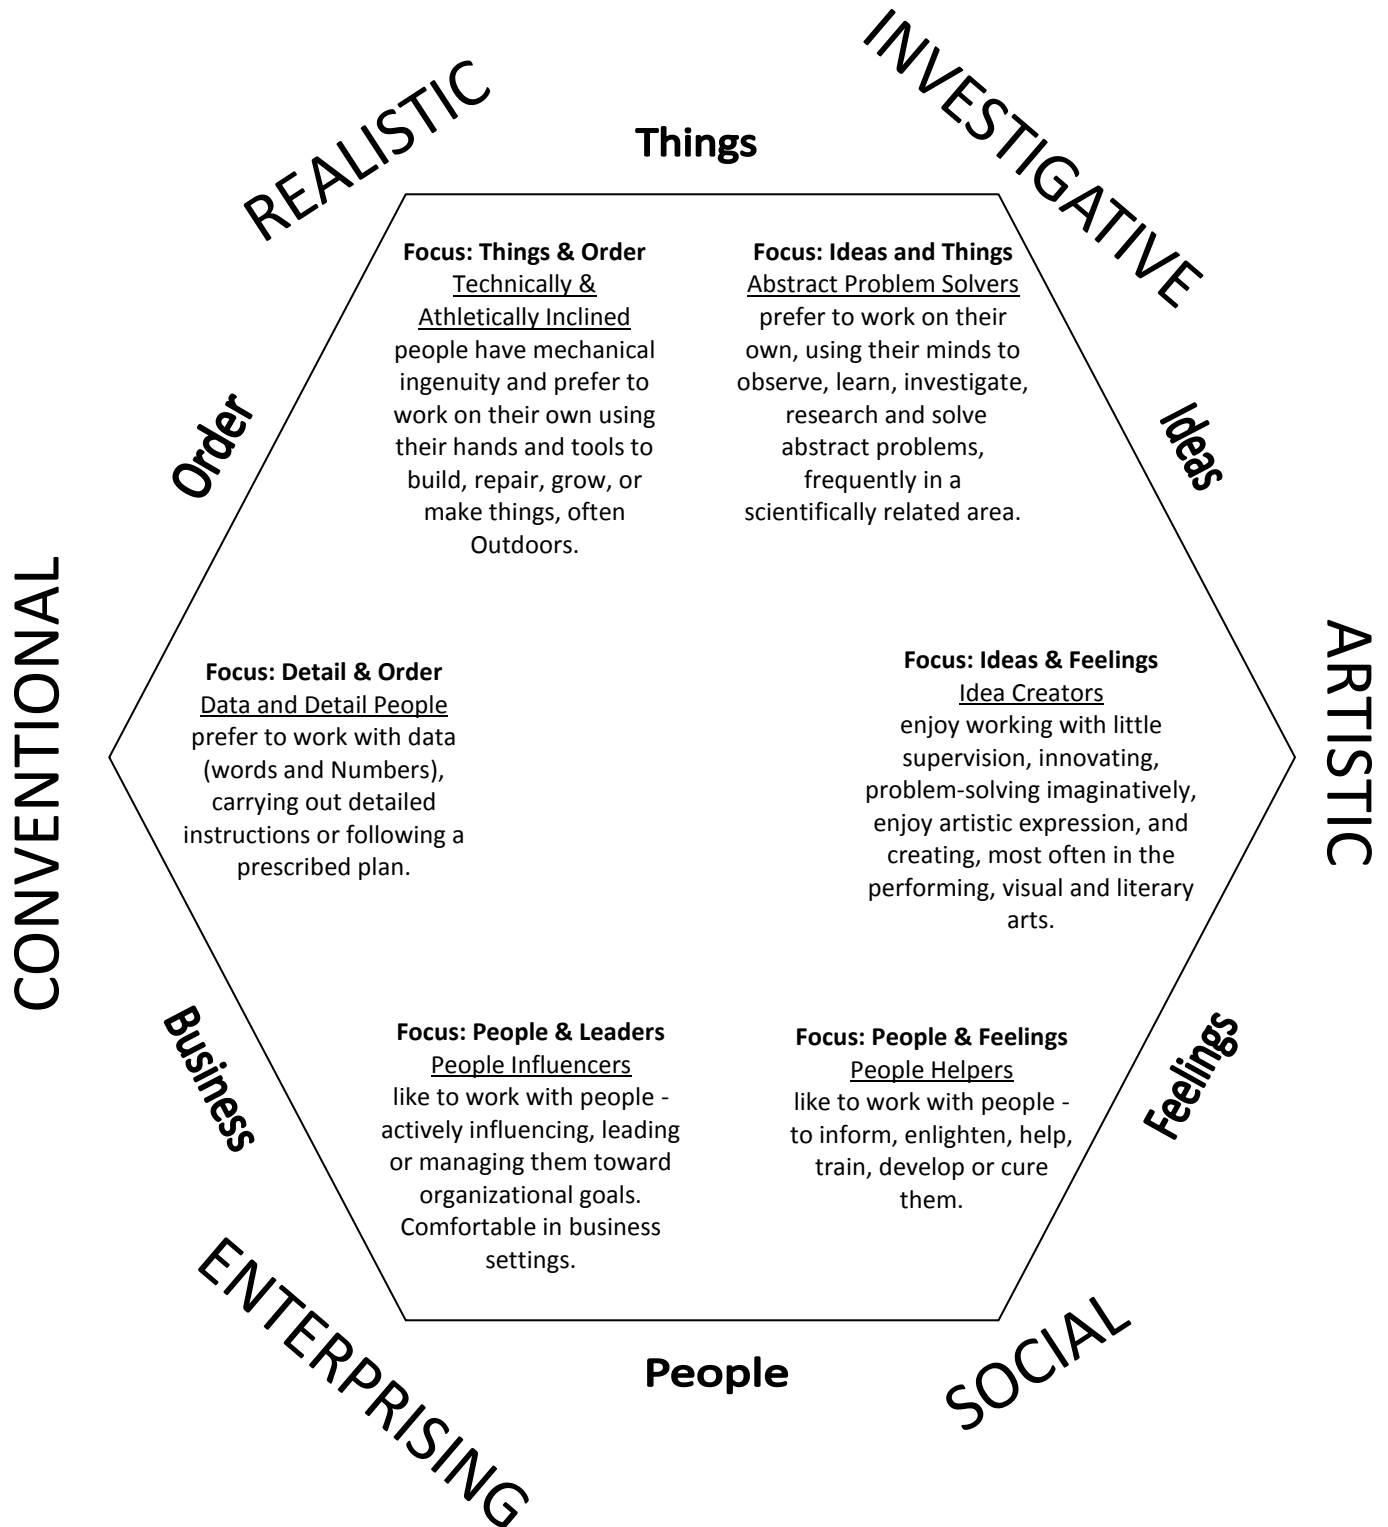 REALISTIC
INVESTIGATIVE
Things
Focus: Things & Order
Technically &
Athletically Inclined
people have mechanical
ingenuity and prefer to
work on their own using
their hands and tools to
build, repair, grow, or
make things, often
Outdoors.
Focus: Ideas and Things
Abstract Problem Solvers
prefer to work on their
own, using their minds to
observe, learn, investigate,
research and solve
abstract problems,
frequently in a
scientifically related area.
Order
Ideas
CONVENTIONAL
Focus: Detail & Order
Data and Detail People
prefer to work with data
(words and Numbers),
carrying out detailed
instructions or following a
prescribed plan.
Focus: Ideas & Feelings
Idea Creators
enjoy working with little
supervision, innovating,
problem-solving imaginatively,
enjoy artistic expression, and
creating, most often in the
performing, visual and literary
arts.
ARTISTIC
Business
Focus: People & Leaders
People Influencers
like to work with people -
actively influencing, leading
or managing them toward
organizational goals.
Comfortable in business
settings.
Focus: People & Feelings
People Helpers
like to work with people -
to inform, enlighten, help,
train, develop or cure
them.
Feelings
ENTERPRISING
People
SOCIAL